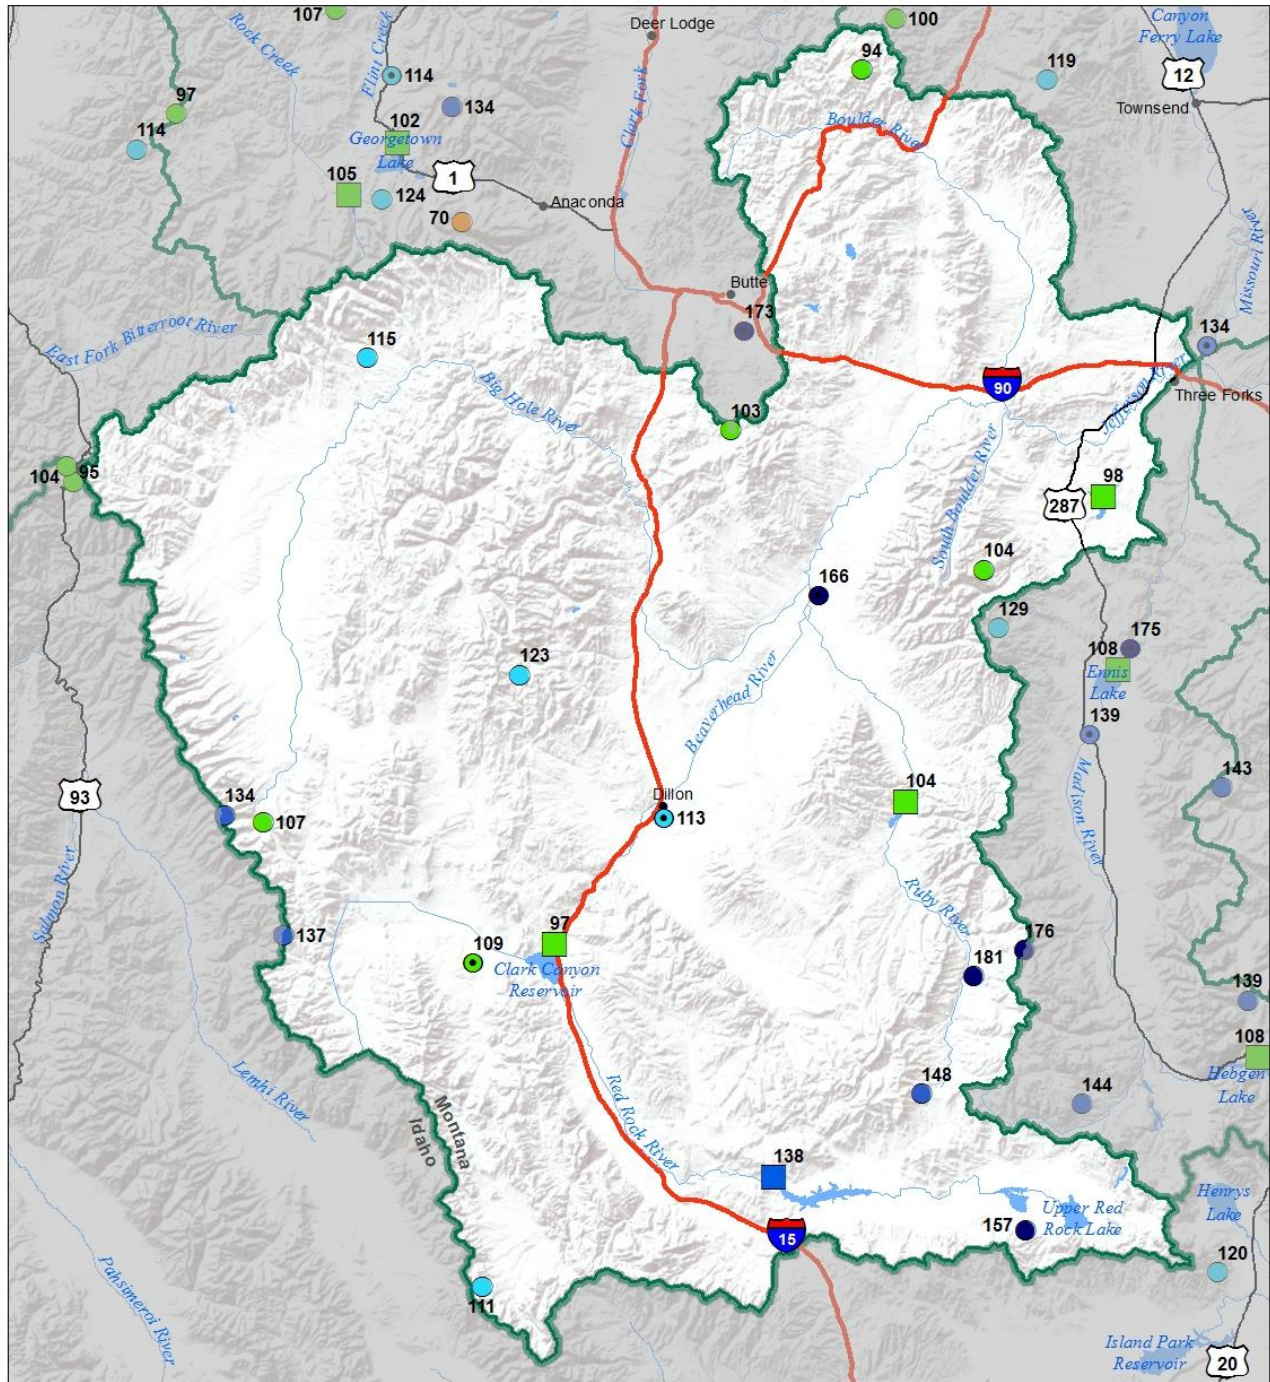 107
Rock Creek
Flint Creek
Deer Lodge
100
Canyon
Ferry Lake
94
12
114
119
97
134
Clark Fork
Townsend
114
102
Georgetown
Lake
Boulder River
105
1
124
Anaconda
70
Missouri River
Butte
173
East Fork Bitterroot River
115
134
Big Hole River
90
Jefferson River
Three Forks
103
104
95
South Boulder River
98
287
104
166
129
123
175
108
Ennis
Lake
Beaverhead River
139
Madison River
143
93
134
107
Dillon
113
104
Salmon River
Ruby River
97
137
109
Clark Canyon
Reservoir
176
181
139
108
Hebgen
Lake
Lemhi River
Red Rock River
148
144
Montana
Idaho
138
Henrys
Lake
Upper Red
Rock Lake
157
15
120
Pahsimeroi River
111
Island Park
Reservoir
20